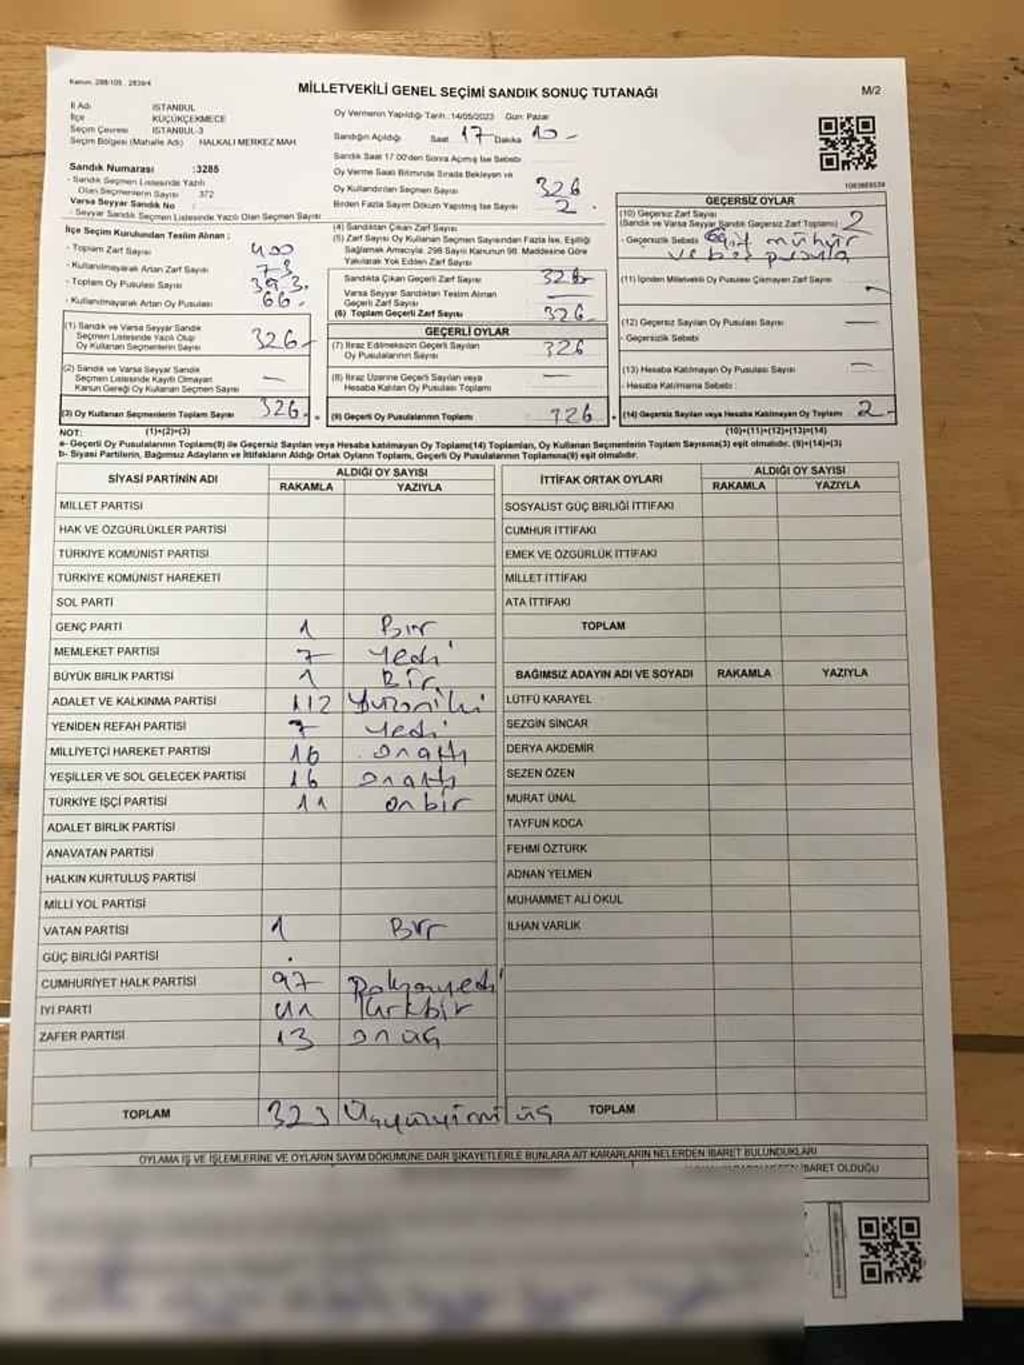 Kanun: 298/105 , 2839/4
MİLLETVEKİLİ GENEL SEÇİMİ SANDIK SONUÇ TUTANAĞI
M/2
İl Adı İSTANBUL
İlçe KÜÇÜKÇEKMECE
Seçim Çevresi İSTANBUL-3
Seçim Bölgesi (Mahalle Adı) HALKALI MERKEZ MAH
Sandık Numarası :3285
- Sandık Seçmen Listesinde Yazılı
Olan Seçmenlerin Sayısı 372
Varsa Seyyar Sandık No :
- Seyyar Sandık Seçmen Listesinde Yazılı Olan Seçmen Sayısı
Oy Vermenin Yapıldığı Tarih :14/05/2023 Gün: Pazar
Sandığın Açıldığı Saat 17 Dakika 10 -
Sandık Saat 17:00'den Sonra Açılmış İse Sebebi
Oy Verme Saati Bitiminde Sırada Bekleyen ve
Oy Kullandırılan Seçmen Sayısı 326
Birden Fazla Sayım Döküm Yapılmış İse Sayısı 2 .
İlçe Seçim Kurulundan Teslim Alınan :
- Toplam Zarf Sayısı 400
- Kullanılmayarak Artan Zarf Sayısı 73
- Toplam Oy Pusulası Sayısı 393.
- Kullanılmayarak Artan Oy Pusulası 66.
(1) Sandık ve Varsa Seyyar Sandık
Seçmen Listesinde Yazılı Olup
Oy Kullanan Seçmenlerin Sayısı 326
(2) Sandık ve Varsa Seyyar Sandık
Seçmen Listesinde Kayıtlı Olmayan
Kanun Gereği Oy Kullanan Seçmen Sayısı —
(3) Oy Kullanan Seçmenlerin Toplam Sayısı 326.
(1)+(2)=(3)
(4) Sandıktan Çıkan Zarf Sayısı
(5) Zarf Sayısı Oy Kullanan Seçmen Sayısından Fazla İse, Eşitliği
Sağlamak Amacıyla, 298 Sayılı Kanunun 98. Maddesine Göre
Yakılarak Yok Edilen Zarf Sayısı
Sandıkta Çıkan Geçerli Zarf Sayısı 326
Varsa Seyyar Sandıktan Teslim Alınan
Geçerli Zarf Sayısı —
(6) Toplam Geçerli Zarf Sayısı 326
GEÇERLİ OYLAR
(7) İtiraz Edilmeksizin Geçerli Sayılan
Oy Pusulalarının Sayısı 326
(8) İtiraz Üzerine Geçerli Sayılan veya
Hesaba Katılan Oy Pusulası Toplamı —
(9) Geçerli Oy Pusulalarının Toplamı 326
GEÇERSİZ OYLAR
(10) Geçersiz Zarf Sayısı
(Sandık ve Varsa Seyyar Sandık Geçersiz Zarf Toplamı) 2
- Geçersizlik Sebebi mühür
ve boş pusula
(11) İçinden Milletvekili Oy Pusulası Çıkmayan Zarf Sayısı
(12) Geçersiz Sayılan Oy Pusulası Sayısı —
- Geçersizlik Sebebi
(13) Hesaba Katılmayan Oy Pusulası Sayısı —
- Hesaba Katılmama Sebebi :
(14) Geçersiz Sayılan veya Hesaba Katılmayan Oy Toplamı 2
(10)+(11)+(12)+(13)=(14)
NOT:
a- Geçerli Oy Pusulalarının Toplam(9) ile Geçersiz Sayılan veya Hesaba katılmayan Oy Toplamı(14) Toplamları, Oy Kullanan Seçmenlerin Toplam Sayısına(3) eşit olmalıdır. (9)+(14)=(3)
b- Siyasi Partilerin, Bağımsız Adayların ve İttifakların Aldığı Ortak Oyların Toplamı, Geçerli Oy Pusulalarının Toplamına(9) eşit olmalıdır.
SİYASİ PARTİNİN ADI ALDIĞI OY SAYISI
RAKAMLA YAZIYLA
MİLLET PARTİSİ
HAK VE ÖZGÜRLÜKLER PARTİSİ
TÜRKİYE KOMÜNİST PARTİSİ
TÜRKİYE KOMÜNİST HAREKETİ
SOL PARTİ
GENÇ PARTİ 1 Bir
MEMLEKET PARTİSİ 7 yedi
BÜYÜK BİRLİK PARTİSİ 1 Bir
ADALET VE KALKINMA PARTİSİ 112 yüzoniki
YENİDEN REFAH PARTİSİ 7 yedi
MİLLİYETÇİ HAREKET PARTİSİ 16 onaltı
YEŞİLLER VE SOL GELECEK PARTİSİ 16 onaltı
TÜRKİYE İŞÇİ PARTİSİ 11 onbir
ADALET BİRLİK PARTİSİ
ANAVATAN PARTİSİ
HALKIN KURTULUŞ PARTİSİ
MİLLİ YOL PARTİSİ
VATAN PARTİSİ 1 Bir
GÜÇ BİRLİĞİ PARTİSİ .
CUMHURİYET HALK PARTİSİ 97 Doksanyedi
İYİ PARTİ 41 Kırkbir
ZAFER PARTİSİ 13 onüç
TOPLAM 323 Üçyüzyirmi üç
İTTİFAK ORTAK OYLARI ALDIĞI OY SAYISI
RAKAMLA YAZIYLA
SOSYALİST GÜÇ BİRLİĞİ İTTİFAKI
CUMHUR İTTİFAKI
EMEK VE ÖZGÜRLÜK İTTİFAKI
MİLLET İTTİFAKI
ATA İTTİFAKI
TOPLAM
BAĞIMSIZ ADAYIN ADI VE SOYADI RAKAMLA YAZIYLA
LÜTFÜ KARAYEL
SEZGİN SİNCAR
DERYA AKDEMİR
SEZEN ÖZEN
MURAT ÜNAL
TAYFUN KOCA
FEHMİ ÖZTÜRK
ADNAN YELMEN
MUHAMMET ALİ OKUL
İLHAN VARLIK
TOPLAM
OYLAMA İŞ VE İŞLEMLERİNE VE OYLARIN SAYIM DÖKÜMÜNE DAİR ŞİKAYETLERLE BUNLARA AİT KARARLARIN NELERDEN İBARET BULUNDUKLARI
İBARET OLDUĞU